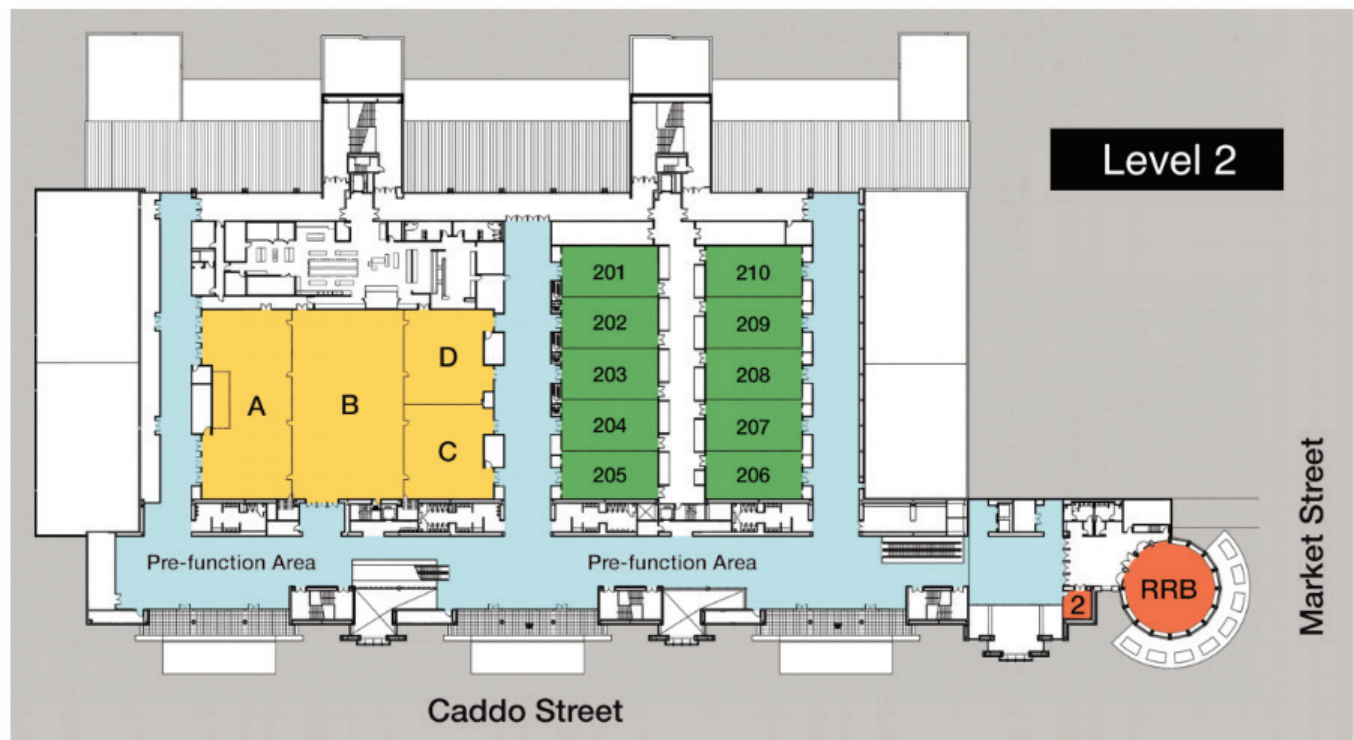 Level 2
201
210
202
209
D
203
208
A
B
204
207
C
205
206
Pre-function Area
Pre-function Area
RRB
2
Market Street
Caddo Street